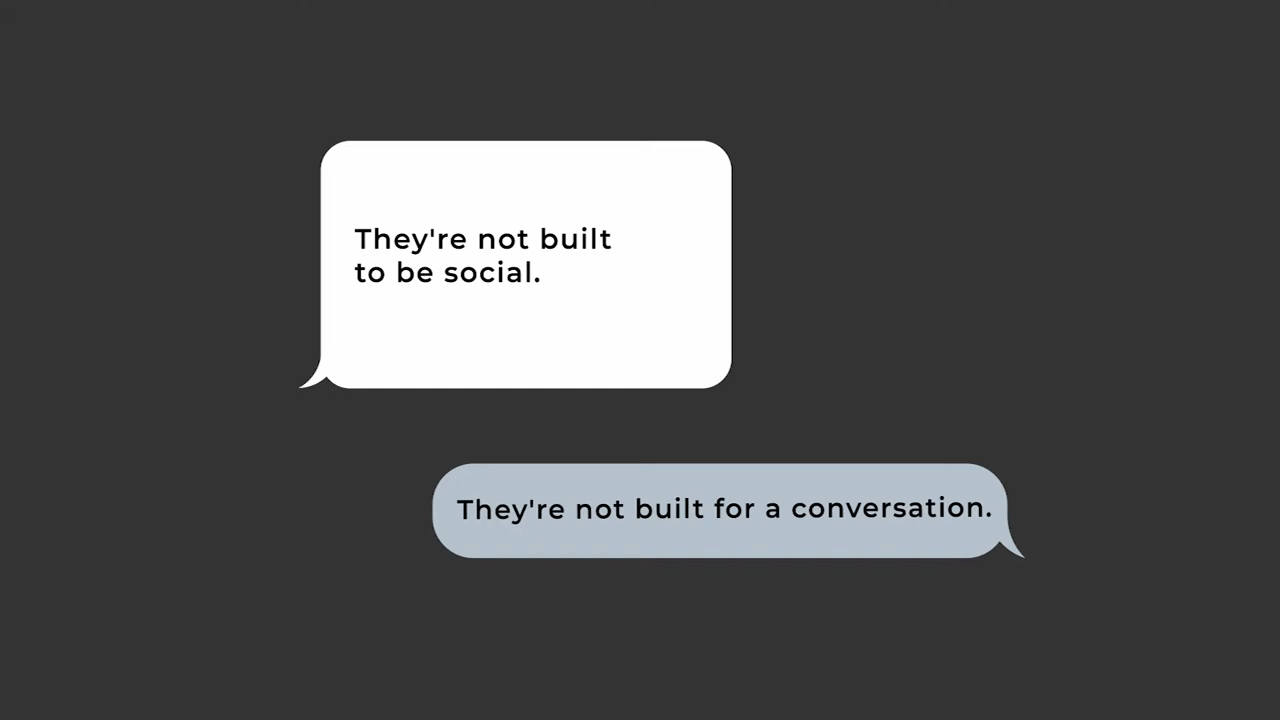 They're not built
to be social.
They're not built for a conversation.